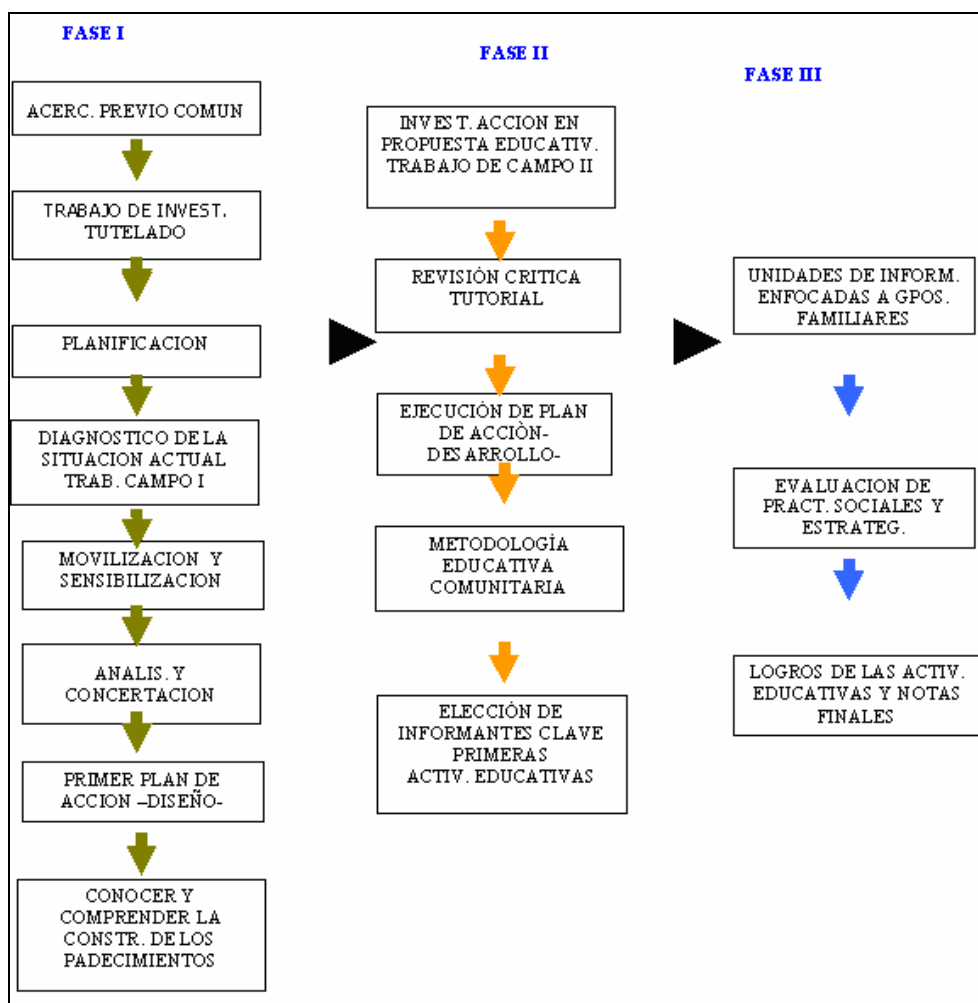 FASE I
ACERC. PREVIO COMUN
TRABAJO DE INVEST.
TUTELADO
PLANIFICACION
DIAGNOSTICO DE LA
SITUACION ACTUAL
TRAB. CAMPO I
MOVILIZACION Y
SENSIBILIZACION
ANALIS. Y
CONCERTACION
PRIMER PLAN DE
ACCION –DISEÑO-
CONOCER Y
COMPRENDER LA
CONSTR. DE LOS
PADECIMIENTOS
FASE II
INVEST. ACCION EN
PROPUESTA EDUCATIV.
TRABAJO DE CAMPO II
REVISIÓN CRITICA
TUTORIAL
EJECUCIÓN DE PLAN
DE ACCIÒN-
DESARROLLO-
METODOLOGÍA
EDUCATIVA
COMUNITARIA
ELECCIÓN DE
INFORMANTES CLAVE
PRIMERAS
ACTIV. EDUCATIVAS
FASE III
UNIDADES DE INFORM.
ENFOCADAS A GPOS.
FAMILIARES
EVALUACION DE
PRACT. SOCIALES Y
ESTRATEG.
LOGROS DE LAS ACTIV.
EDUCATIVAS Y NOTAS
FINALES